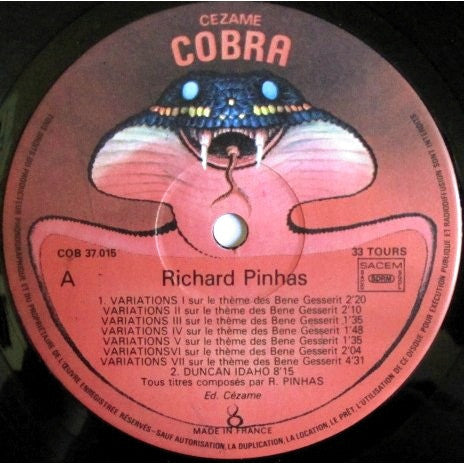 CEZAME
COBRA
TOUS DROITS DU PRODUCTEUR PHONOGRAPHIQUE ET DU PROPRIETAIRE DE L'ŒUVRE ENREGISTREE RÉSERVÉS-SAUF AUTORISATION, LA DUPLICATION, LA LOCATION, LE PRÊT, L'UTILISATION DE CE DISQUE POUR EXECUTION PUBLIQUE ET RADIODIFFUSION SONT INTERDITS
COB 37.015
33 TOURS
A
Richard Pinhas
SACEM
SDRM
1. VARIATIONS I sur le thème des Bene Gesserit 2'20
VARIATIONS II sur le thème des Bene Gesserit 2'10
VARIATIONS III sur le thème des Bene Gesserit 1'35
VARIATIONS IV sur le thème des Bene Gesserit 1'48
VARIATIONS V sur le thème des Bene Gesserit 1'35
VARIATIONSVI sur le thème des Bene Gesserit 2'04
VARIATIONS VII sur le thème des Bene Gesserit 4'31
2. DUNCAN IDAHO 8'15
Tous titres composés par R. PINHAS
Ed. Cézame
MADE IN FRANCE